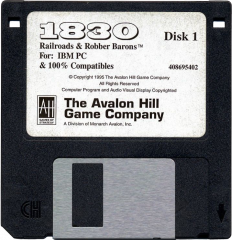 1830
Railroads & Robber Barons™
Disk 1
For: IBM PC
& 100% Compatibles
408695402
© Copyright 1995 The Avalon Hill Game Company
All Rights Reserved
Computer Program and Audio Visual Display Copyrighted
AH
The Avalon Hill
Game Company
A Division of Monarch Avalon, Inc.